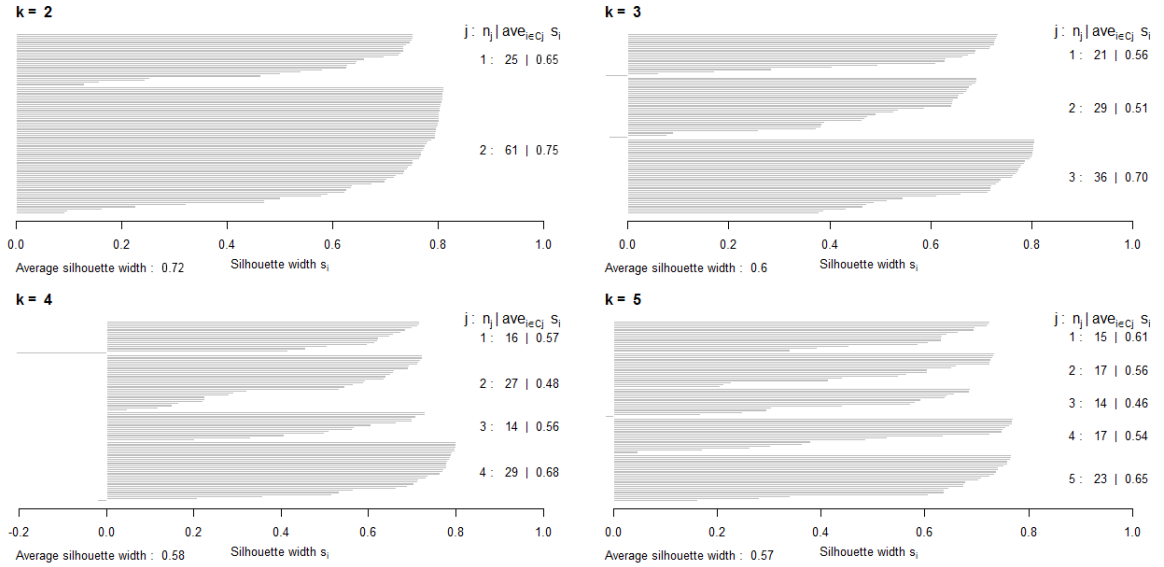 k = 2
j : nj | avei∈Cj si
1 : 25 | 0.65
2 : 61 | 0.75
0.0 0.2 0.4 0.6 0.8 1.0
Silhouette width si
Average silhouette width : 0.72
k = 3
j : nj | avei∈Cj si
1 : 21 | 0.56
2 : 29 | 0.51
3 : 36 | 0.70
0.0 0.2 0.4 0.6 0.8 1.0
Silhouette width si
Average silhouette width : 0.6
k = 4
j : nj | avei∈Cj si
1 : 16 | 0.57
2 : 27 | 0.48
3 : 14 | 0.56
4 : 29 | 0.68
-0.2 0.0 0.2 0.4 0.6 0.8 1.0
Silhouette width si
Average silhouette width : 0.58
k = 5
j : nj | avei∈Cj si
1 : 15 | 0.61
2 : 17 | 0.56
3 : 14 | 0.46
4 : 17 | 0.54
5 : 23 | 0.65
0.0 0.2 0.4 0.6 0.8 1.0
Silhouette width si
Average silhouette width : 0.57